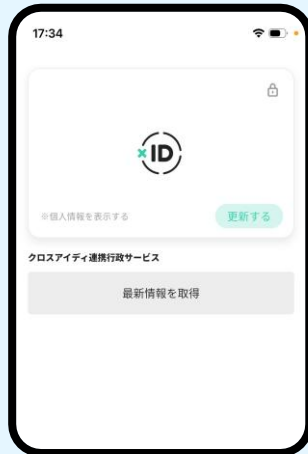 17:34
×ID
※個人情報を表示する
更新する
クロスアイディ連携行政サービス
最新情報を取得